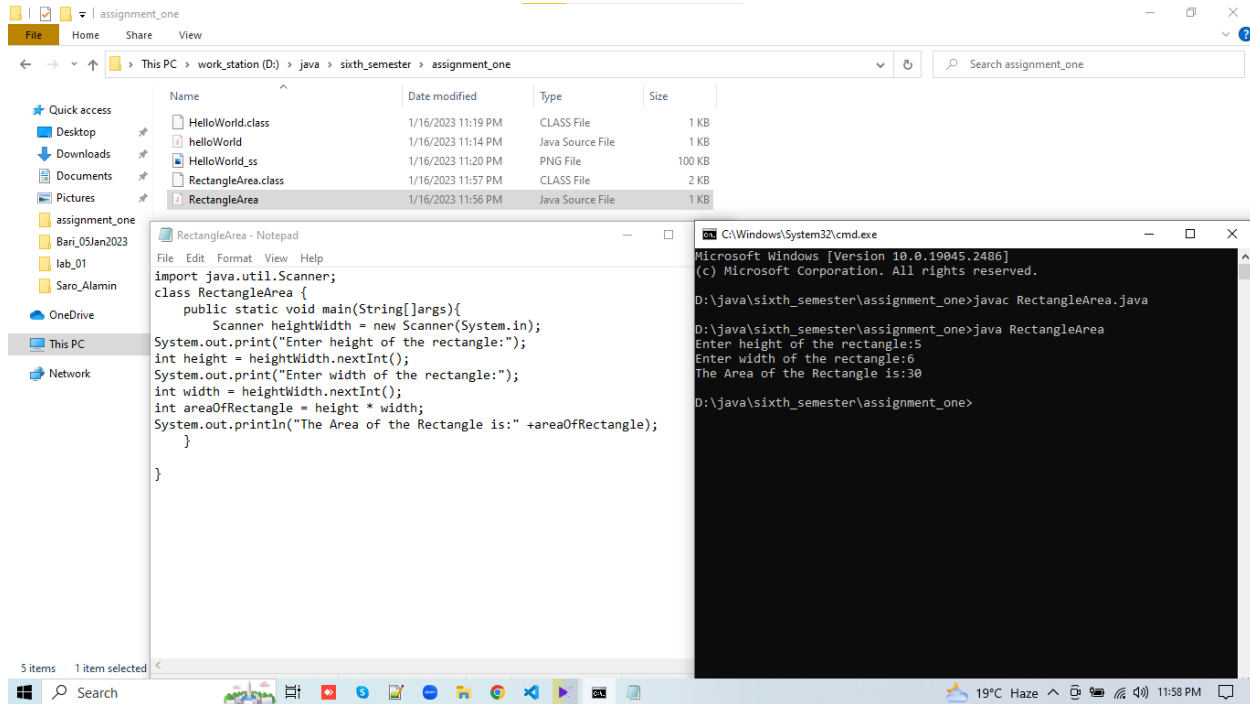 assignment_one
File Home Share View
This PC > work_station (D:) > java > sixth_semester > assignment_one
Search assignment_one
Name Date modified Type Size
HelloWorld.class 1/16/2023 11:19 PM CLASS File 1 KB
helloWorld 1/16/2023 11:14 PM Java Source File 1 KB
HelloWorld_ss 1/16/2023 11:20 PM PNG File 100 KB
RectangleArea.class 1/16/2023 11:57 PM CLASS File 2 KB
RectangleArea 1/16/2023 11:56 PM Java Source File 1 KB
Quick access
Desktop
Downloads
Documents
Pictures
assignment_one
Bari_05Jan2023
lab_01
Saro_Alamin
OneDrive
This PC
Network
5 items 1 item selected
RectangleArea - Notepad
File Edit Format View Help
import java.util.Scanner;
class RectangleArea {
    public static void main(String[]args){
        Scanner heightWidth = new Scanner(System.in);
System.out.print("Enter height of the rectangle:");
int height = heightWidth.nextInt();
System.out.print("Enter width of the rectangle:");
int width = heightWidth.nextInt();
int areaOfRectangle = height * width;
System.out.println("The Area of the Rectangle is:" +areaOfRectangle);
    }
}
C:\Windows\System32\cmd.exe
Microsoft Windows [Version 10.0.19045.2486]
(c) Microsoft Corporation. All rights reserved.
D:\java\sixth_semester\assignment_one>javac RectangleArea.java
D:\java\sixth_semester\assignment_one>java RectangleArea
Enter height of the rectangle:5
Enter width of the rectangle:6
The Area of the Rectangle is:30
D:\java\sixth_semester\assignment_one>
Search
19°C Haze
11:58 PM